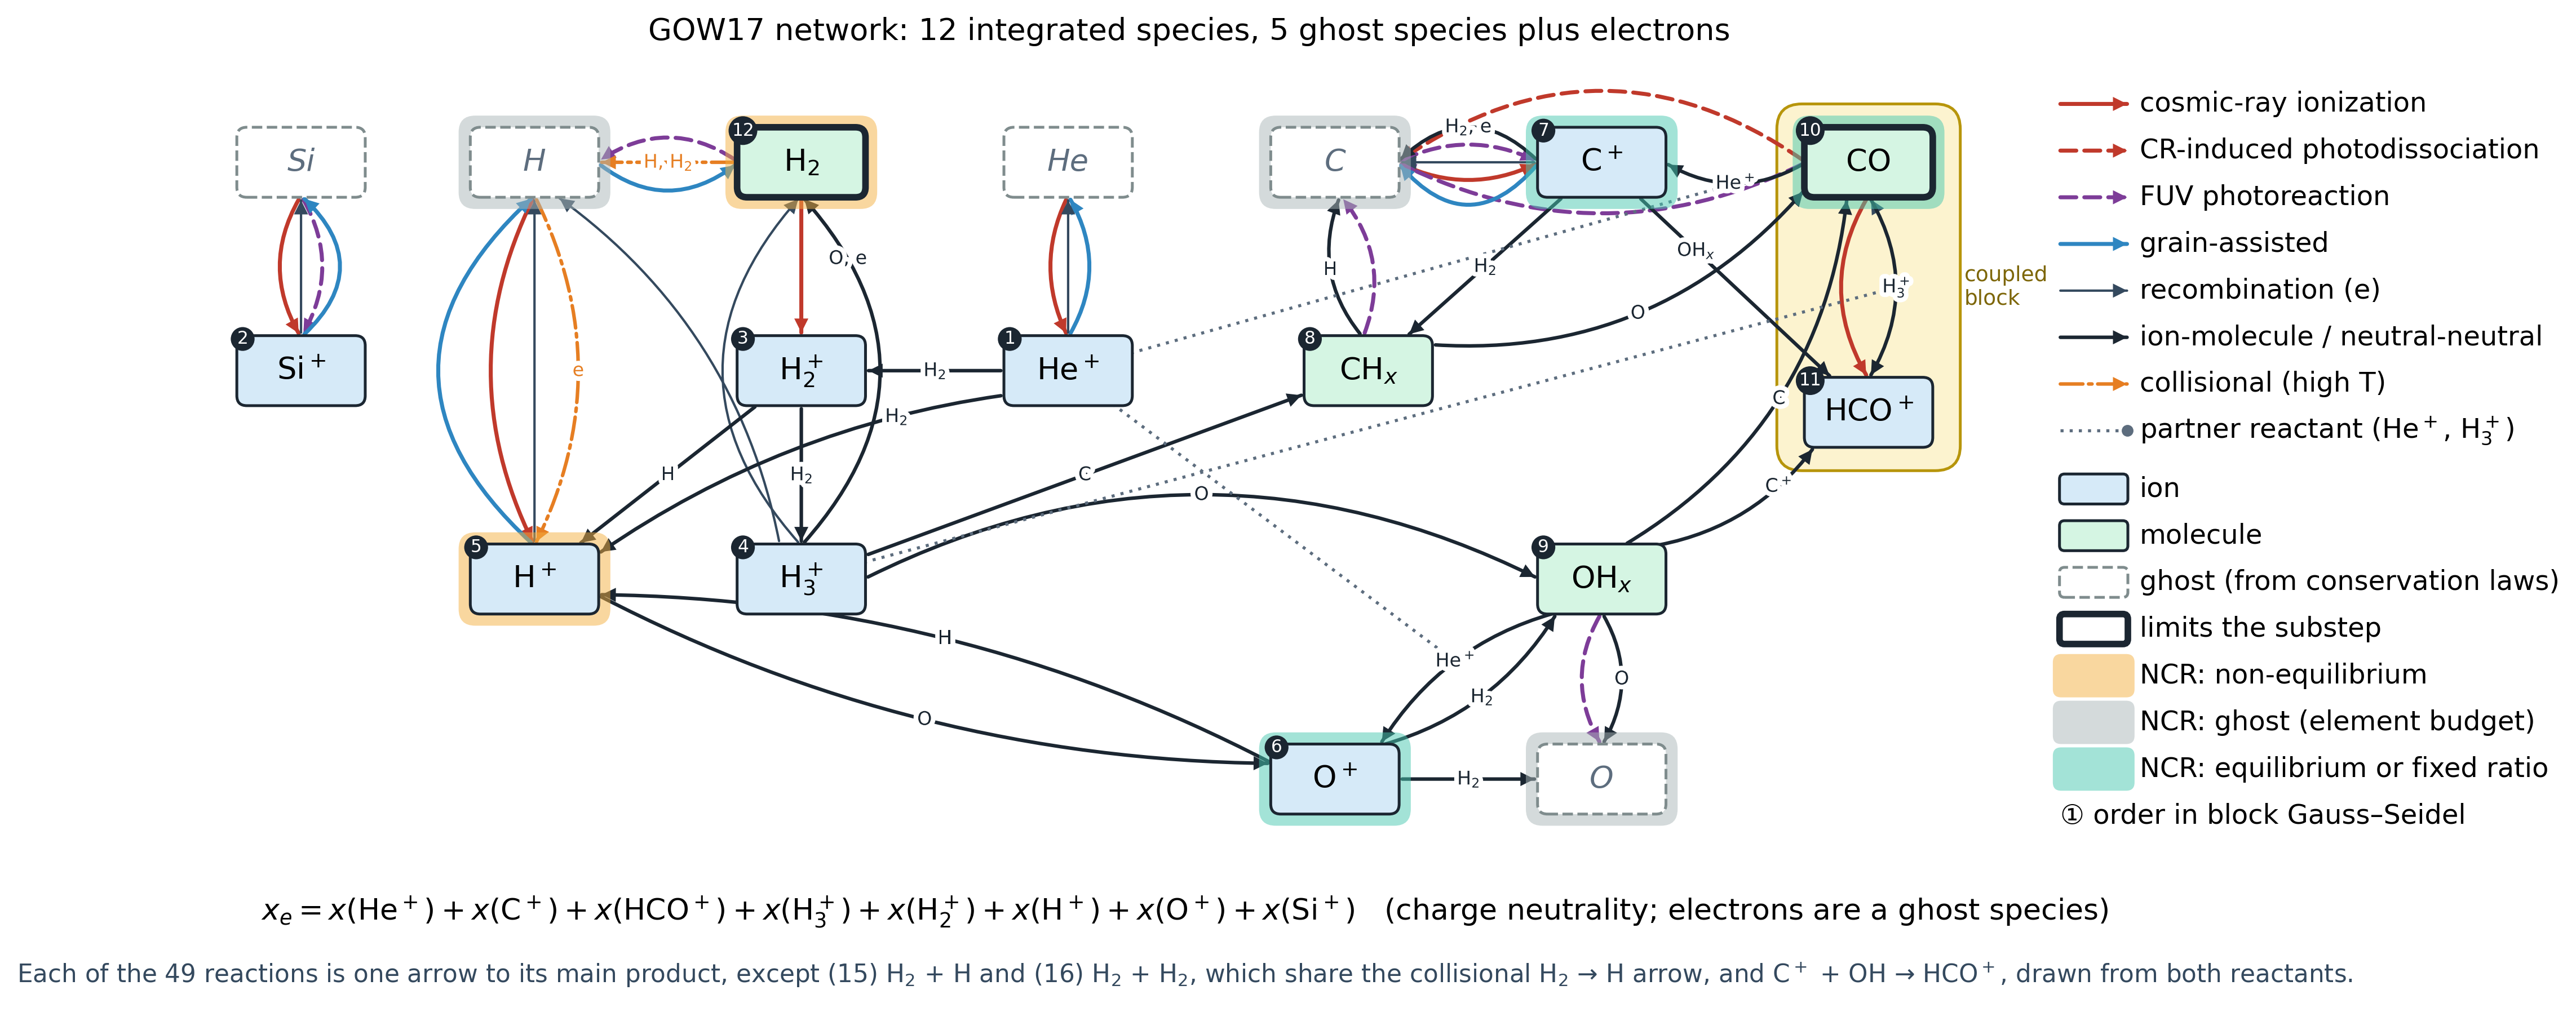 GOW17 network: 12 integrated species, 5 ghost species plus electrons
Si
H
H, H₂
12
H₂
He
C
H₂, e
7
C⁺
He⁺
10
CO
O, e
H
H₂
OHₓ
H₃⁺
coupled
block
O
2
Si⁺
e
3
H₂⁺
H₂
1
He⁺
8
CHₓ
11
HCO⁺
C
H₂
H
H₂
C
O
C⁺
5
H⁺
4
H₃⁺
9
OHₓ
H
He⁺
O
H₂
O
6
O⁺
H₂
O
cosmic-ray ionization
CR-induced photodissociation
FUV photoreaction
grain-assisted
recombination (e)
ion-molecule / neutral-neutral
collisional (high T)
partner reactant (He⁺, H₃⁺)
ion
molecule
ghost (from conservation laws)
limits the substep
NCR: non-equilibrium
NCR: ghost (element budget)
NCR: equilibrium or fixed ratio
① order in block Gauss–Seidel
xₑ = x(He⁺) + x(C⁺) + x(HCO⁺) + x(H₃⁺) + x(H₂⁺) + x(H⁺) + x(O⁺) + x(Si⁺) (charge neutrality; electrons are a ghost species)
Each of the 49 reactions is one arrow to its main product, except (15) H₂ + H and (16) H₂ + H₂, which share the collisional H₂ → H arrow, and C⁺ + OH → HCO⁺, drawn from both reactants.